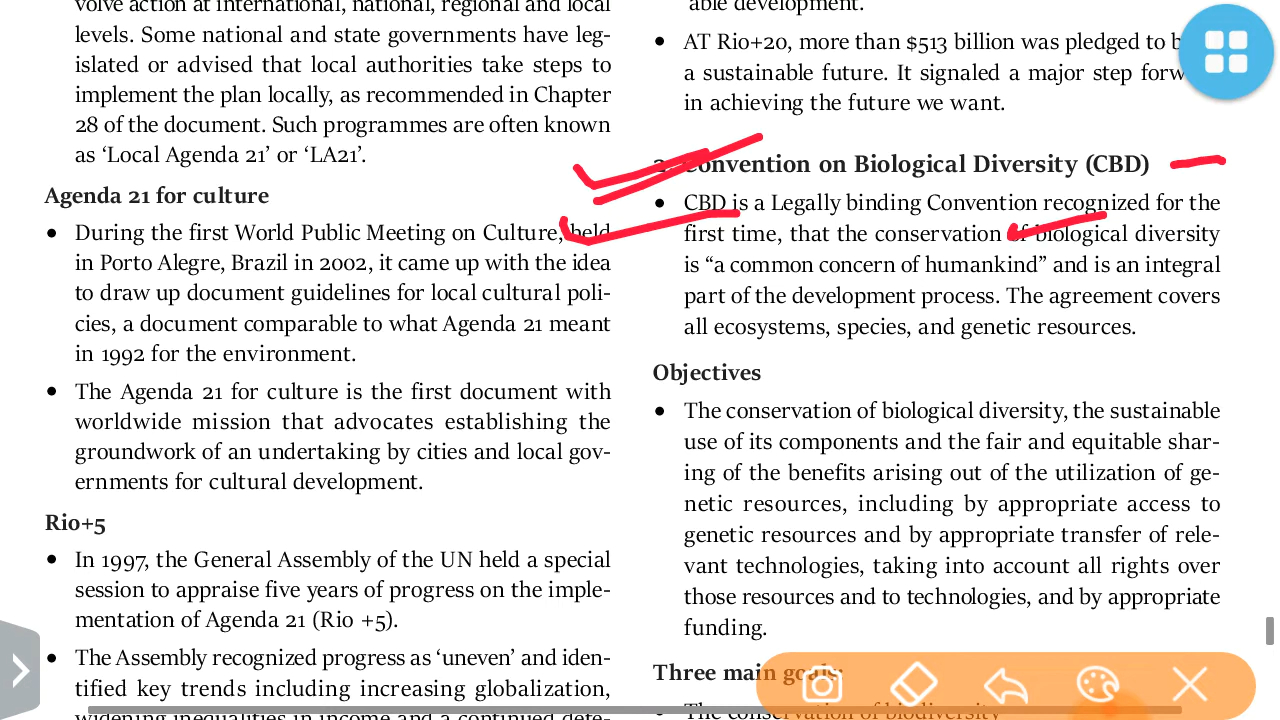 volve action at international, national, regional and local
levels. Some national and state governments have leg-
islated or advised that local authorities take steps to
implement the plan locally, as recommended in Chapter
28 of the document. Such programmes are often known
as ‘Local Agenda 21’ or ‘LA21’.
Agenda 21 for culture
• During the first World Public Meeting on Culture, held
in Porto Alegre, Brazil in 2002, it came up with the idea
to draw up document guidelines for local cultural poli-
cies, a document comparable to what Agenda 21 meant
in 1992 for the environment.
• The Agenda 21 for culture is the first document with
worldwide mission that advocates establishing the
groundwork of an undertaking by cities and local gov-
ernments for cultural development.
Rio+5
• In 1997, the General Assembly of the UN held a special
session to appraise five years of progress on the imple-
mentation of Agenda 21 (Rio +5).
• The Assembly recognized progress as ‘uneven’ and iden-
tified key trends including increasing globalization,
widening inequalities in income and a continued dete-
able development.
• AT Rio+20, more than $513 billion was pledged to
a sustainable future. It signaled a major step
in achieving the future we want.
Convention on Biological Diversity (CBD)
• CBD is a Legally binding Convention recognized for the
first time, that the conservation of biological diversity
is “a common concern of humankind” and is an integral
part of the development process. The agreement covers
all ecosystems, species, and genetic resources.
Objectives
• The conservation of biological diversity, the sustainable
use of its components and the fair and equitable shar-
ing of the benefits arising out of the utilization of ge-
netic resources, including by appropriate access to
genetic resources and by appropriate transfer of rele-
vant technologies, taking into account all rights over
those resources and to technologies, and by appropriate
funding.
Three main goals:
• The conservation of biodiversity